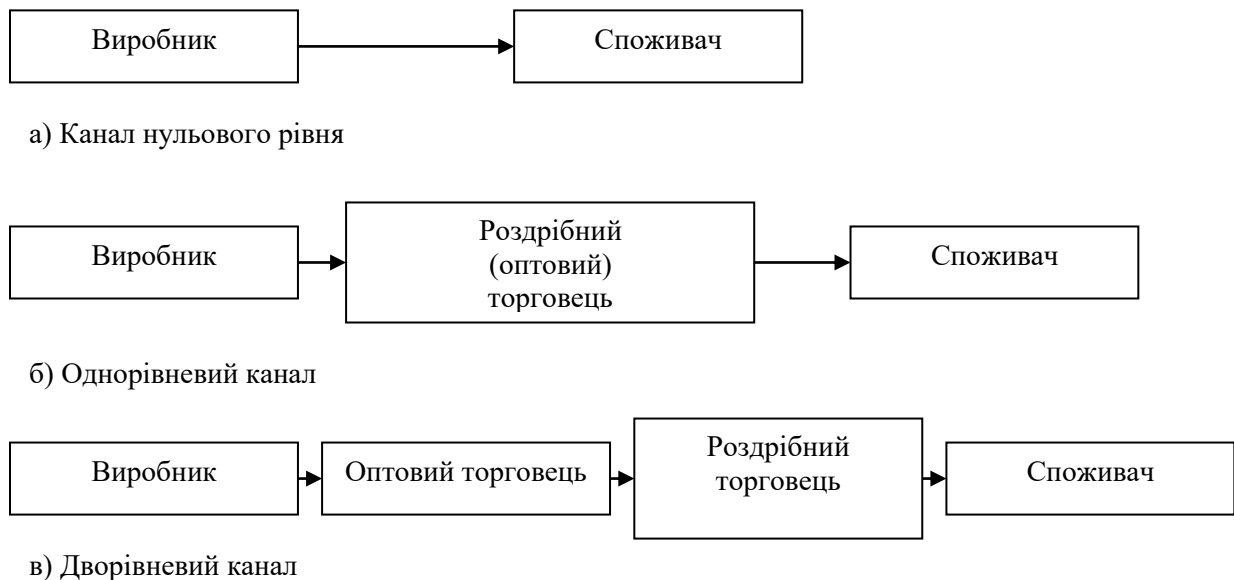 Виробник
Споживач
а) Канал нульового рівня
Виробник
Роздрібний
(оптовий)
торговець
Споживач
б) Однорівневий канал
Виробник
Оптовий торговець
Роздрібний
торговець
Споживач
в) Дворівневий канал